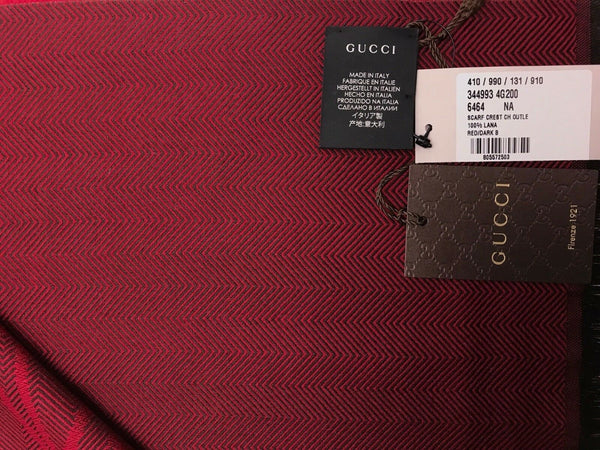 GUCCI
MADE IN ITALY
FABRIQUÉ EN ITALIE
HERGESTELLT IN ITALIEN
HECHO EN ITALIA
PRODUZIDO NA ITALIA
СДЕЛАНО В ИТАЛИИ
イタリア製
产地:意大利
410 / 990 / 131 / 910
344993 4G200
6464 NA
SCARF CREST CH OUTLE
100% LANA
RED/DARK B
805572503
GUCCI
Firenze 1921